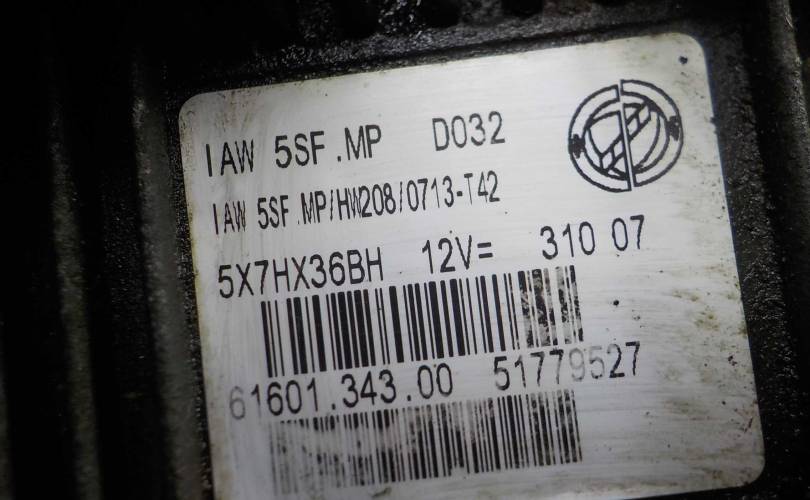 IAW 5SF.MP D032
IAW 5SF.MP/HW208/0713-T42
5X7HX36BH 12V= 310 07
61601.343.00 51779527